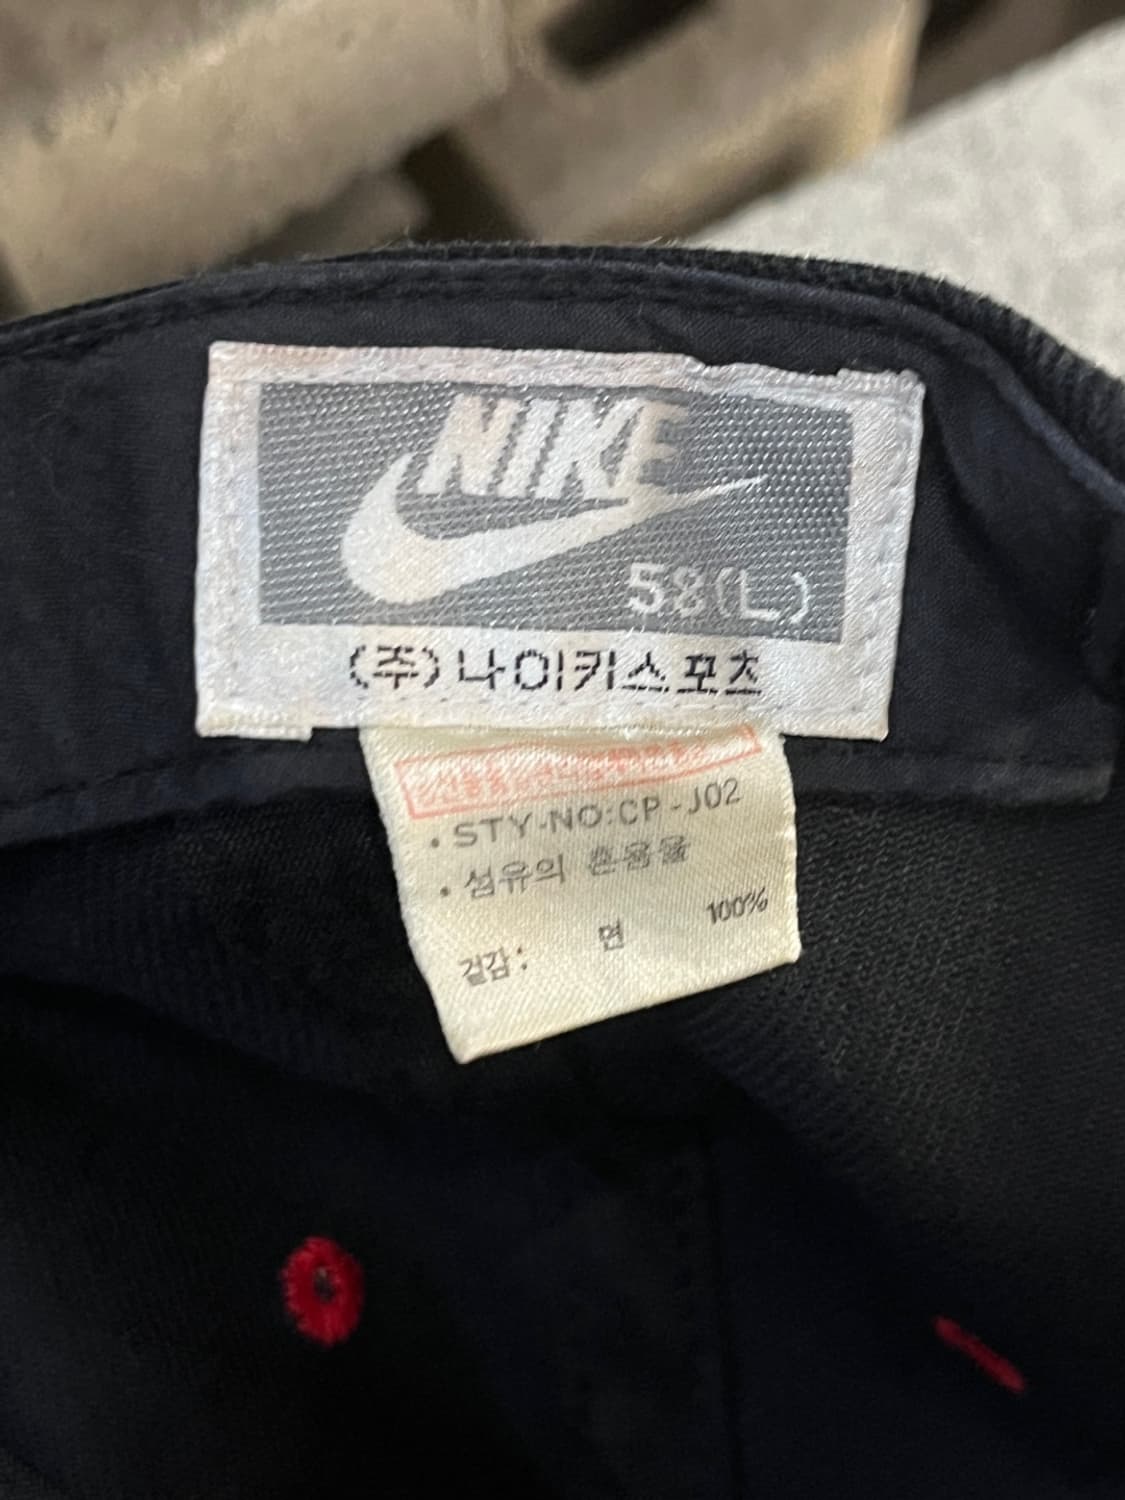 NIKE
58(L)
(주)나이키스포츠
• STY-NO:CP-J02
• 섬유의 혼용율
겉감: 면 100%